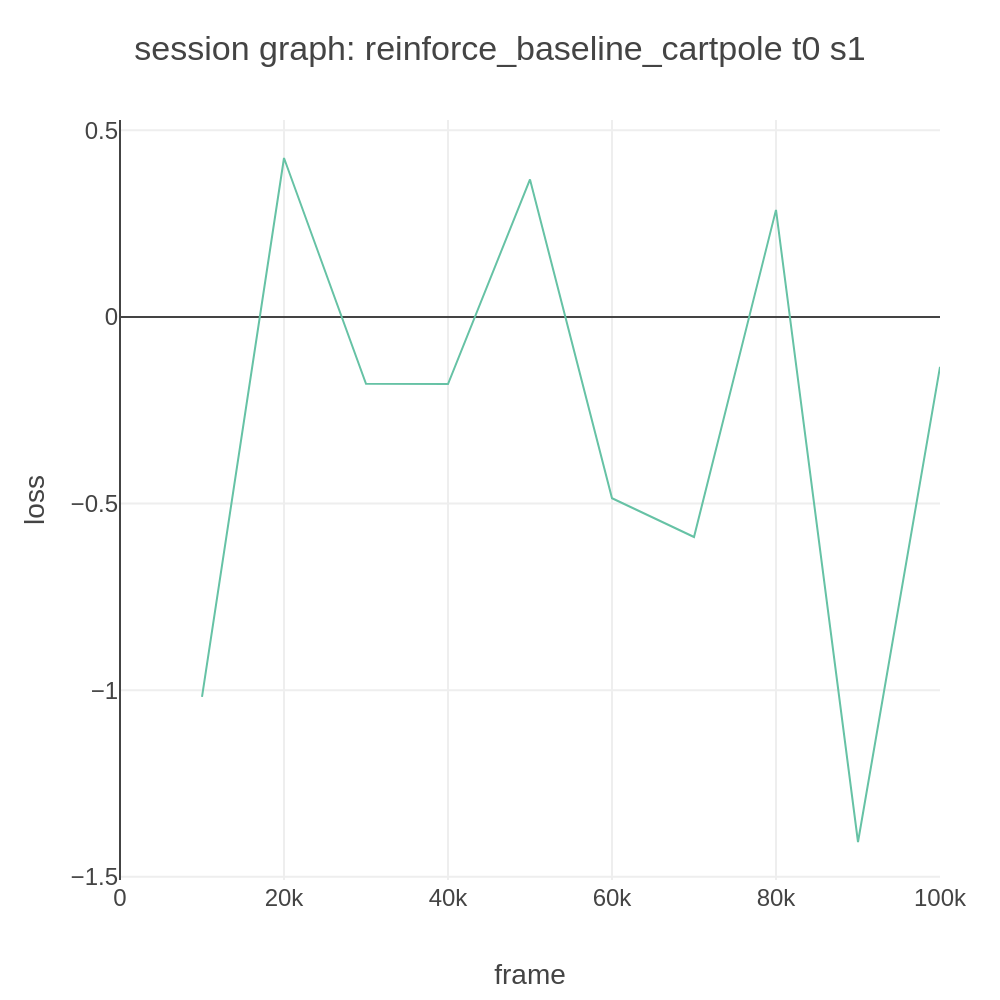 session graph: reinforce_baseline_cartpole t0 s1
0.5
0
−0.5
−1
−1.5
loss
0
20k
40k
60k
80k
100k
frame